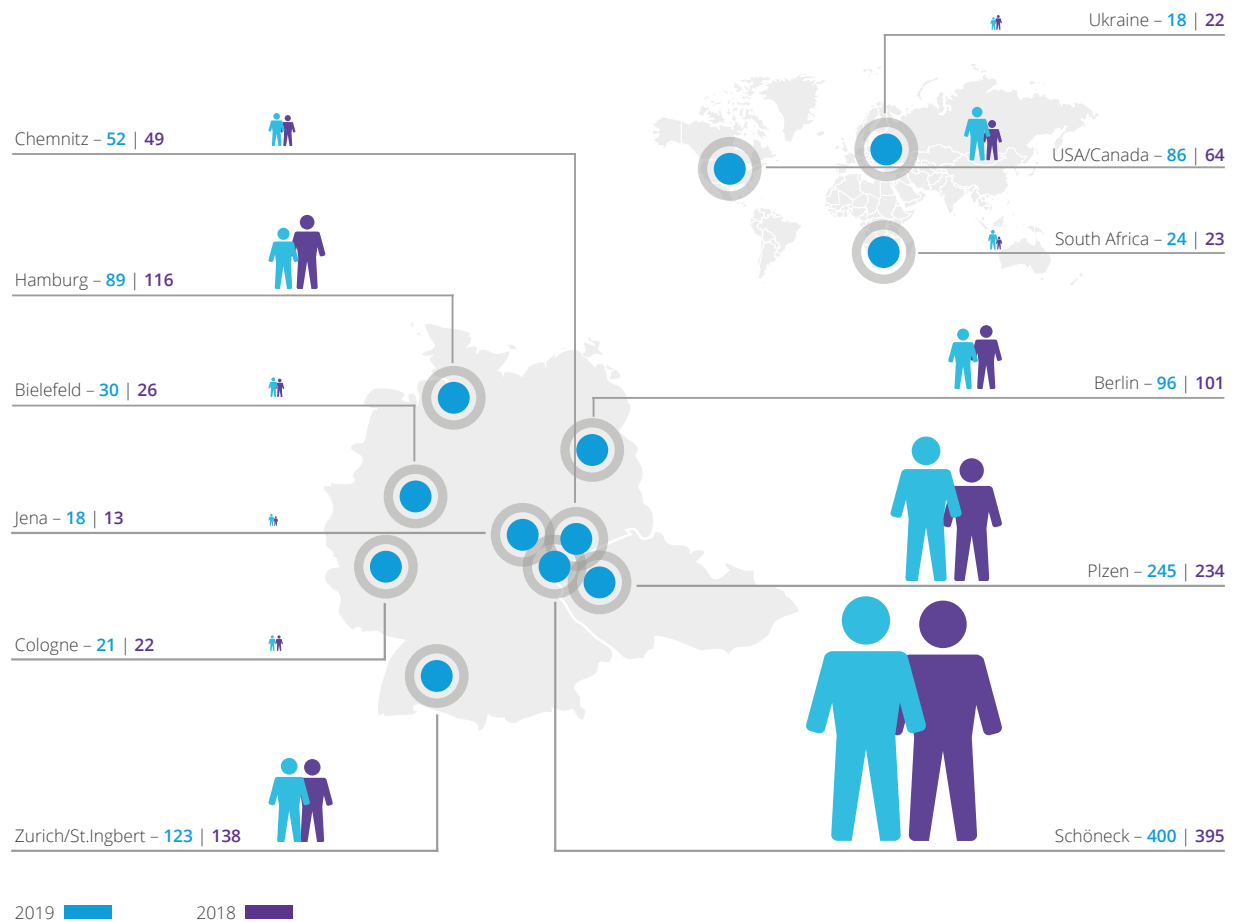 Ukraine – 18 | 22
Chemnitz – 52 | 49
USA/Canada – 86 | 64
South Africa – 24 | 23
Hamburg – 89 | 116
Bielefeld – 30 | 26
Berlin – 96 | 101
Jena – 18 | 13
Plzen – 245 | 234
Cologne – 21 | 22
Zurich/St.Ingbert – 123 | 138
Schöneck – 400 | 395
2019
2018